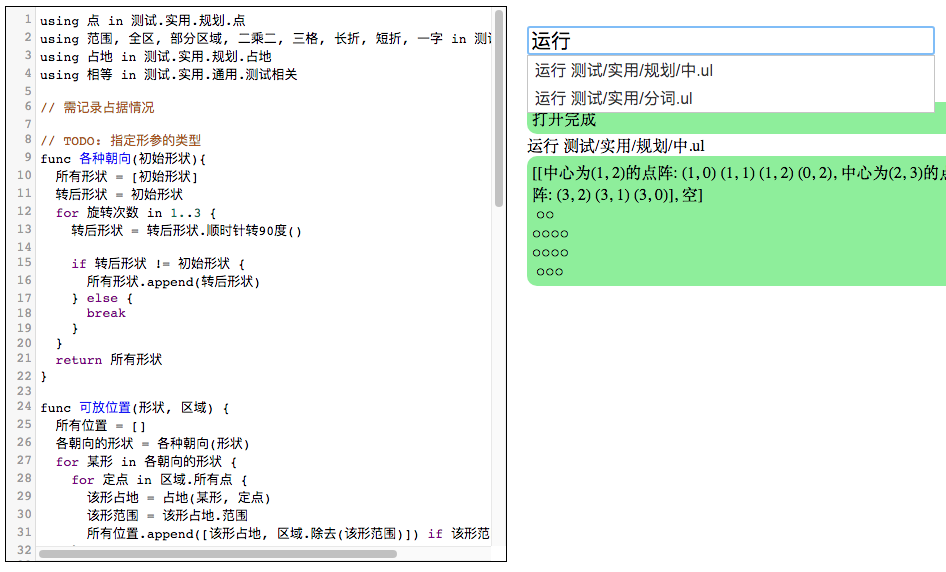 1 using 点 in 测试.实用.规划.点
2 using 范围, 全区, 部分区域, 二乘二, 三格, 长折, 短折, 一字 in 测
3 using 占地 in 测试.实用.规划.占地
4 using 相等 in 测试.实用.通用.测试相关
5
6 // 需记录占据情况
7
8 // TODO: 指定形参的类型
9 func 各种朝向(初始形状){
10 所有形状 = [初始形状]
11 转后形状 = 初始形状
12 for 旋转次数 in 1..3 {
13 转后形状 = 转后形状.顺时针转90度()
14
15 if 转后形状 != 初始形状 {
16 所有形状.append(转后形状)
17 } else {
18 break
19 }
20 }
21 return 所有形状
22 }
23
24 func 可放位置(形状, 区域) {
25 所有位置 = []
26 各朝向的形状 = 各种朝向(形状)
27 for 某形 in 各朝向的形状 {
28 for 定点 in 区域.所有点 {
29 该形占地 = 占地(某形, 定点)
30 该形范围 = 该形占地.范围
31 所有位置.append([该形占地, 区域.除去(该形范围)]) if 该形范
32
运行
运行 测试/实用/规划/中.ul
运行 测试/实用/分词.ul
打开完成
运行 测试/实用/规划/中.ul
[[中心为(1, 2)的点阵: (1, 0) (1, 1) (1, 2) (0, 2), 中心为(2, 3)的
阵: (3, 2) (3, 1) (3, 0)], 空]
○○
○○○○
○○○○
○○○